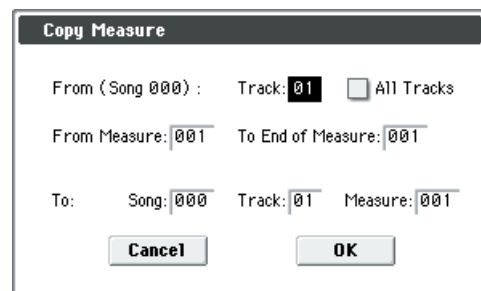 Copy Measure
From (Song 000) : Track: 01 All Tracks
From Measure: 001 To End of Measure: 001
To: Song: 000 Track: 01 Measure: 001
Cancel OK